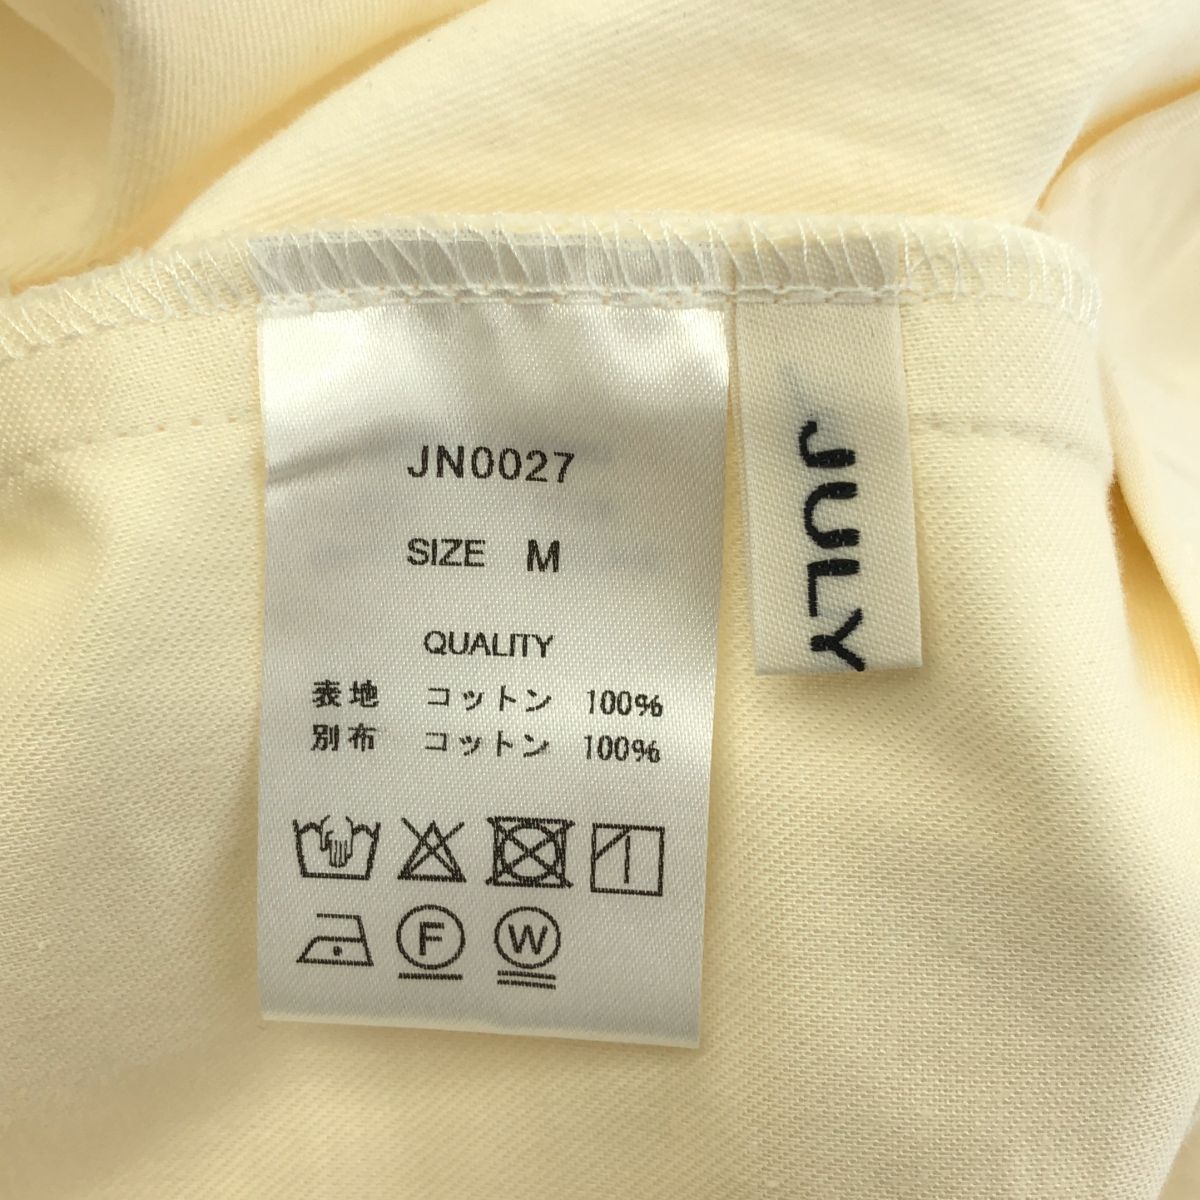 JN0027
SIZE M
QUALITY
表地 コットン 100%
別布 コットン 100%
F W
JULY